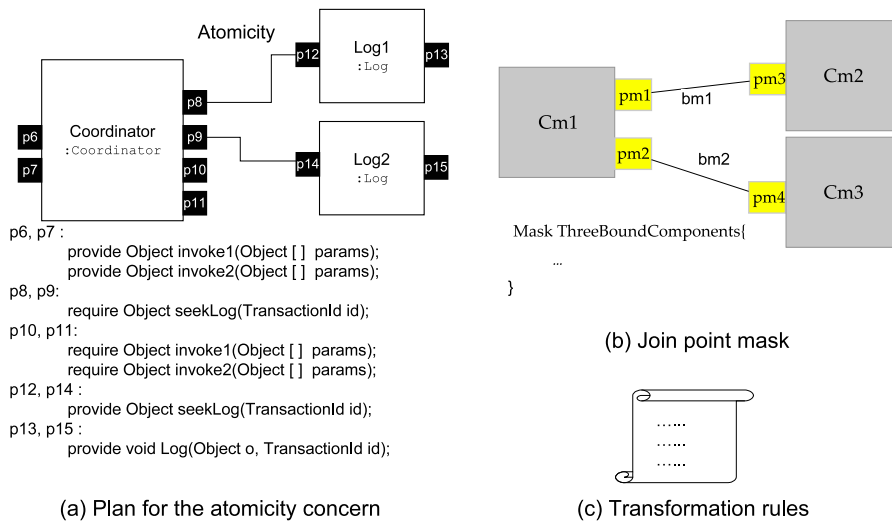 Atomicity
p12
Log1
:Log
p13
p8
Coordinator
:Coordinator
p6
p7
p9
p10
p11
p14
Log2
:Log
p15
p6, p7 :
provide Object invoke1(Object [ ] params);
provide Object invoke2(Object [ ] params);
p8, p9:
require Object seekLog(TransactionId id);
p10, p11:
require Object invoke1(Object [ ] params);
require Object invoke2(Object [ ] params);
p12, p14 :
provide Object seekLog(TransactionId id);
p13, p15 :
provide void Log(Object o, TransactionId id);
(a) Plan for the atomicity concern
Cm1
pm1
bm1
pm3
Cm2
pm2
bm2
pm4
Cm3
Mask ThreeBoundComponents{
...
}
(b) Join point mask
......
......
......
(c) Transformation rules